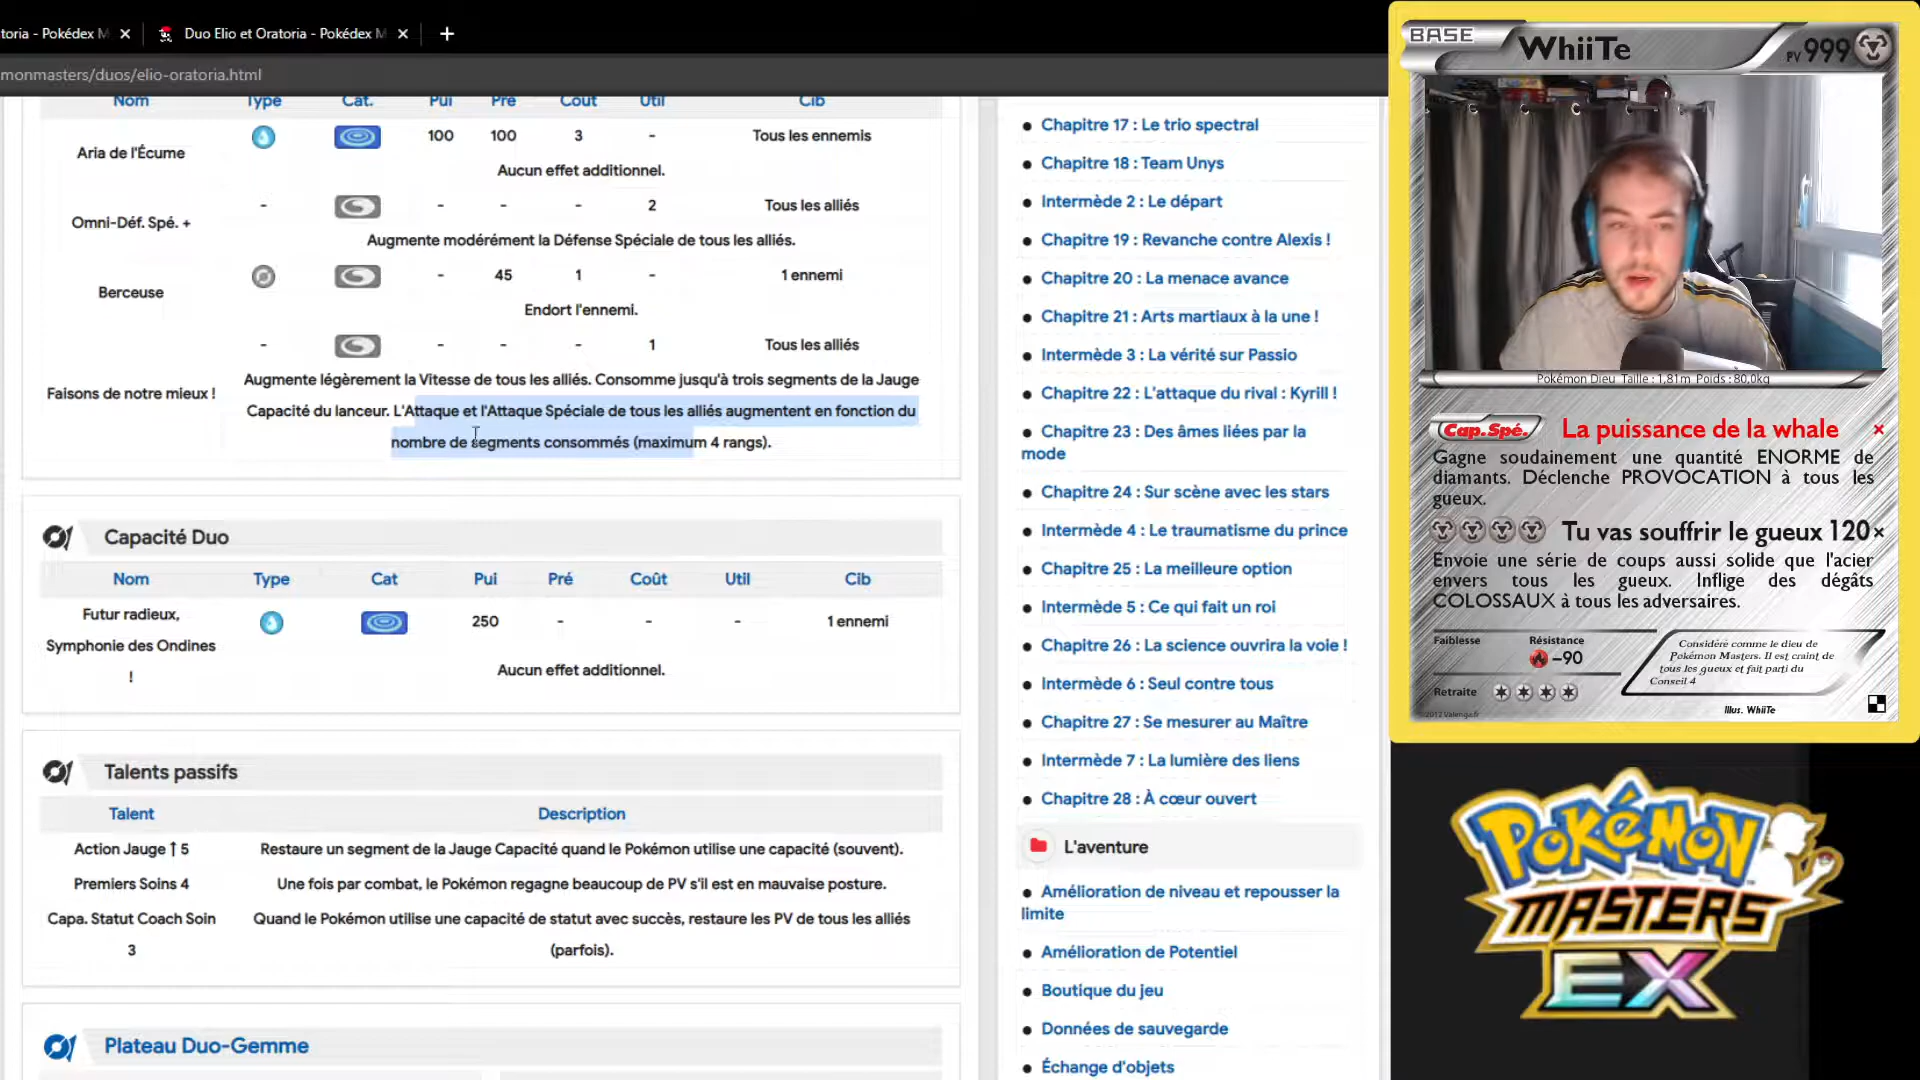 toria - Pokédex M
Duo Elio et Oratoria - Pokédex M
monmasters/duos/elio-oratoria.html
Nom Type Cat. Pui Pré Coût Util Cib
Aria de l'Écume 100 100 3 - Tous les ennemis
Aucun effet additionnel.
Omni-Déf. Spé. + - - - - 2 Tous les alliés
Augmente modérément la Défense Spéciale de tous les alliés.
Berceuse - 45 1 - 1 ennemi
Endort l'ennemi.
Faisons de notre mieux ! - - - - 1 Tous les alliés
Augmente légèrement la Vitesse de tous les alliés. Consomme jusqu'à trois segments de la Jauge
Capacité du lanceur. L'Attaque et l'Attaque Spéciale de tous les alliés augmentent en fonction du
nombre de segments consommés (maximum 4 rangs).
Capacité Duo
Nom Type Cat Pui Pré Coût Util Cib
Futur radieux,
Symphonie des Ondines
!
250 - - - 1 ennemi
Aucun effet additionnel.
Talents passifs
Talent Description
Action Jauge ↑ 5 Restaure un segment de la Jauge Capacité quand le Pokémon utilise une capacité (souvent).
Premiers Soins 4 Une fois par combat, le Pokémon regagne beaucoup de PV s'il est en mauvaise posture.
Capa. Statut Coach Soin
3
Quand le Pokémon utilise une capacité de statut avec succès, restaure les PV de tous les alliés
(parfois).
Plateau Duo-Gemme
Chapitre 17 : Le trio spectral
Chapitre 18 : Team Unys
Intermède 2 : Le départ
Chapitre 19 : Revanche contre Alexis !
Chapitre 20 : La menace avance
Chapitre 21 : Arts martiaux à la une !
Intermède 3 : La vérité sur Passio
Chapitre 22 : L'attaque du rival : Kyrill !
Chapitre 23 : Des âmes liées par la
mode
Chapitre 24 : Sur scène avec les stars
Intermède 4 : Le traumatisme du prince
Chapitre 25 : La meilleure option
Intermède 5 : Ce qui fait un roi
Chapitre 26 : La science ouvrira la voie !
Intermède 6 : Seul contre tous
Chapitre 27 : Se mesurer au Maître
Intermède 7 : La lumière des liens
Chapitre 28 : À cœur ouvert
L'aventure
Amélioration de niveau et repousser la
limite
Amélioration de Potentiel
Boutique du jeu
Données de sauvegarde
Échange d'objets
BASE WhiiTe PV 999
Pokémon Dieu Taille : 1,81m Poids : 80,0kg
Cap.Spé. La puissance de la whale ×
Gagne soudainement une quantité ENORME de
diamants. Déclenche PROVOCATION à tous les
gueux.
Tu vas souffrir le gueux 120×
Envoie une série de coups aussi solide que l'acier
envers tous les gueux. Inflige des dégâts
COLOSSAUX à tous les adversaires.
Faiblesse Résistance
-90
Retraite
Considéré comme le dieu de
Pokémon Masters. Il est craint de
tous les gueux et fait parti du
Conseil 4
Illus. WhiiTe
©2012 Valenge.fr
POKéMON
MASTERS
EX